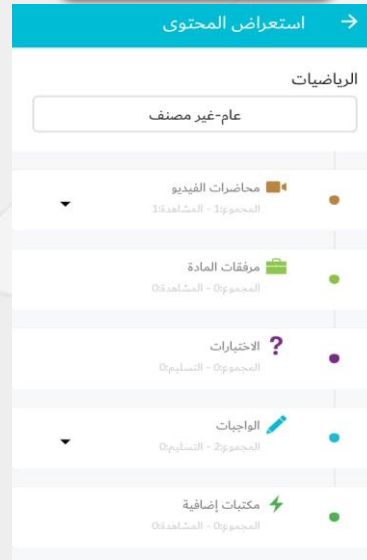 استعراض المحتوى
الرياضيات
عام-غير مصنف
محاضرات الفيديو
المجموع:1 - المشاهدة:1
مرفقات المادة
المجموع:0 - المشاهدة:0
الاختبارات
المجموع:0 - التسليم:0
الواجبات
المجموع:2 - التسليم:0
مكتبات إضافية
المجموع:0 - المشاهدة:0